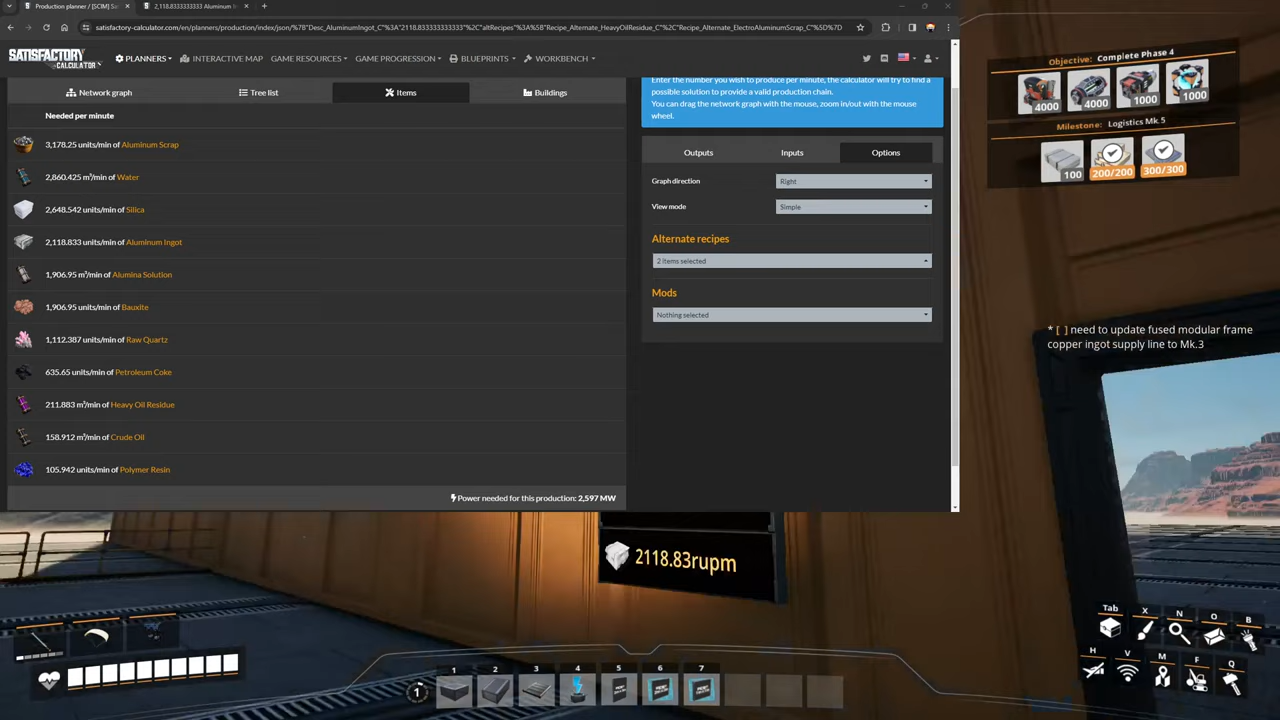 Production planner / [SCIM] Sa
2,118.8333333333 Aluminum I
satisfactory-calculator.com/en/planners/production/index/json/%7B"Desc_AluminumIngot_C"%3A"2118.833333333333"%2C"altRecipes"%3A%5B"Recipe_Alternate_HeavyOilResidue_C"%2C"Recipe_Alternate_ElectroAluminumScrap_C"%5D%7D
SATISFACTORY
CALCULATOR
PLANNERS
INTERACTIVE MAP
GAME RESOURCES
GAME PROGRESSION
BLUEPRINTS
WORKBENCH
Network graph
Tree list
Items
Buildings
Needed per minute
3,178.25 units/min of Aluminum Scrap
2,860.425 m³/min of Water
2,648.542 units/min of Silica
2,118.833 units/min of Aluminum Ingot
1,906.95 m³/min of Alumina Solution
1,906.95 units/min of Bauxite
1,112.387 units/min of Raw Quartz
635.65 units/min of Petroleum Coke
211.883 m³/min of Heavy Oil Residue
158.912 m³/min of Crude Oil
105.942 units/min of Polymer Resin
Power needed for this production: 2,597 MW
Enter the number you wish to produce per minute, the calculator will try to find a
possible solution to provide a valid production chain.
You can drag the network graph with the mouse, zoom in/out with the mouse
wheel.
Outputs
Inputs
Options
Graph direction
Right
View mode
Simple
Alternate recipes
2 items selected
Mods
Nothing selected
Objective: Complete Phase 4
4000
4000
1000
1000
Milestone: Logistics Mk.5
100
200/200
300/300
* [ ] need to update fused modular frame
copper ingot supply line to Mk.3
2118.83rupm
Tab
X
N
O
B
H
V
M
F
Q
1
1
2
3
4
5
6
7